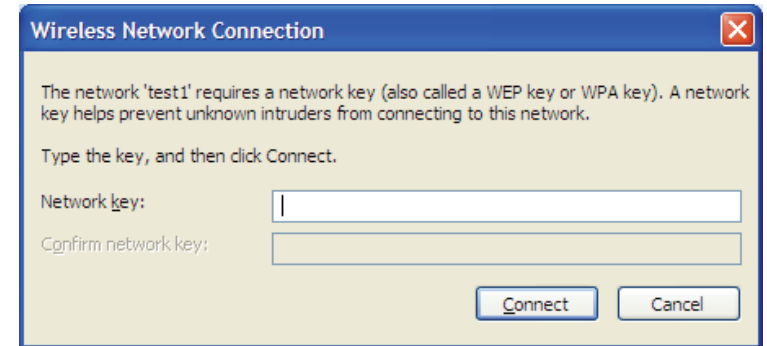 Wireless Network Connection
The network 'test1' requires a network key (also called a WEP key or WPA key). A network
key helps prevent unknown intruders from connecting to this network.
Type the key, and then click Connect.
Network key:
Confirm network key:
Connect
Cancel